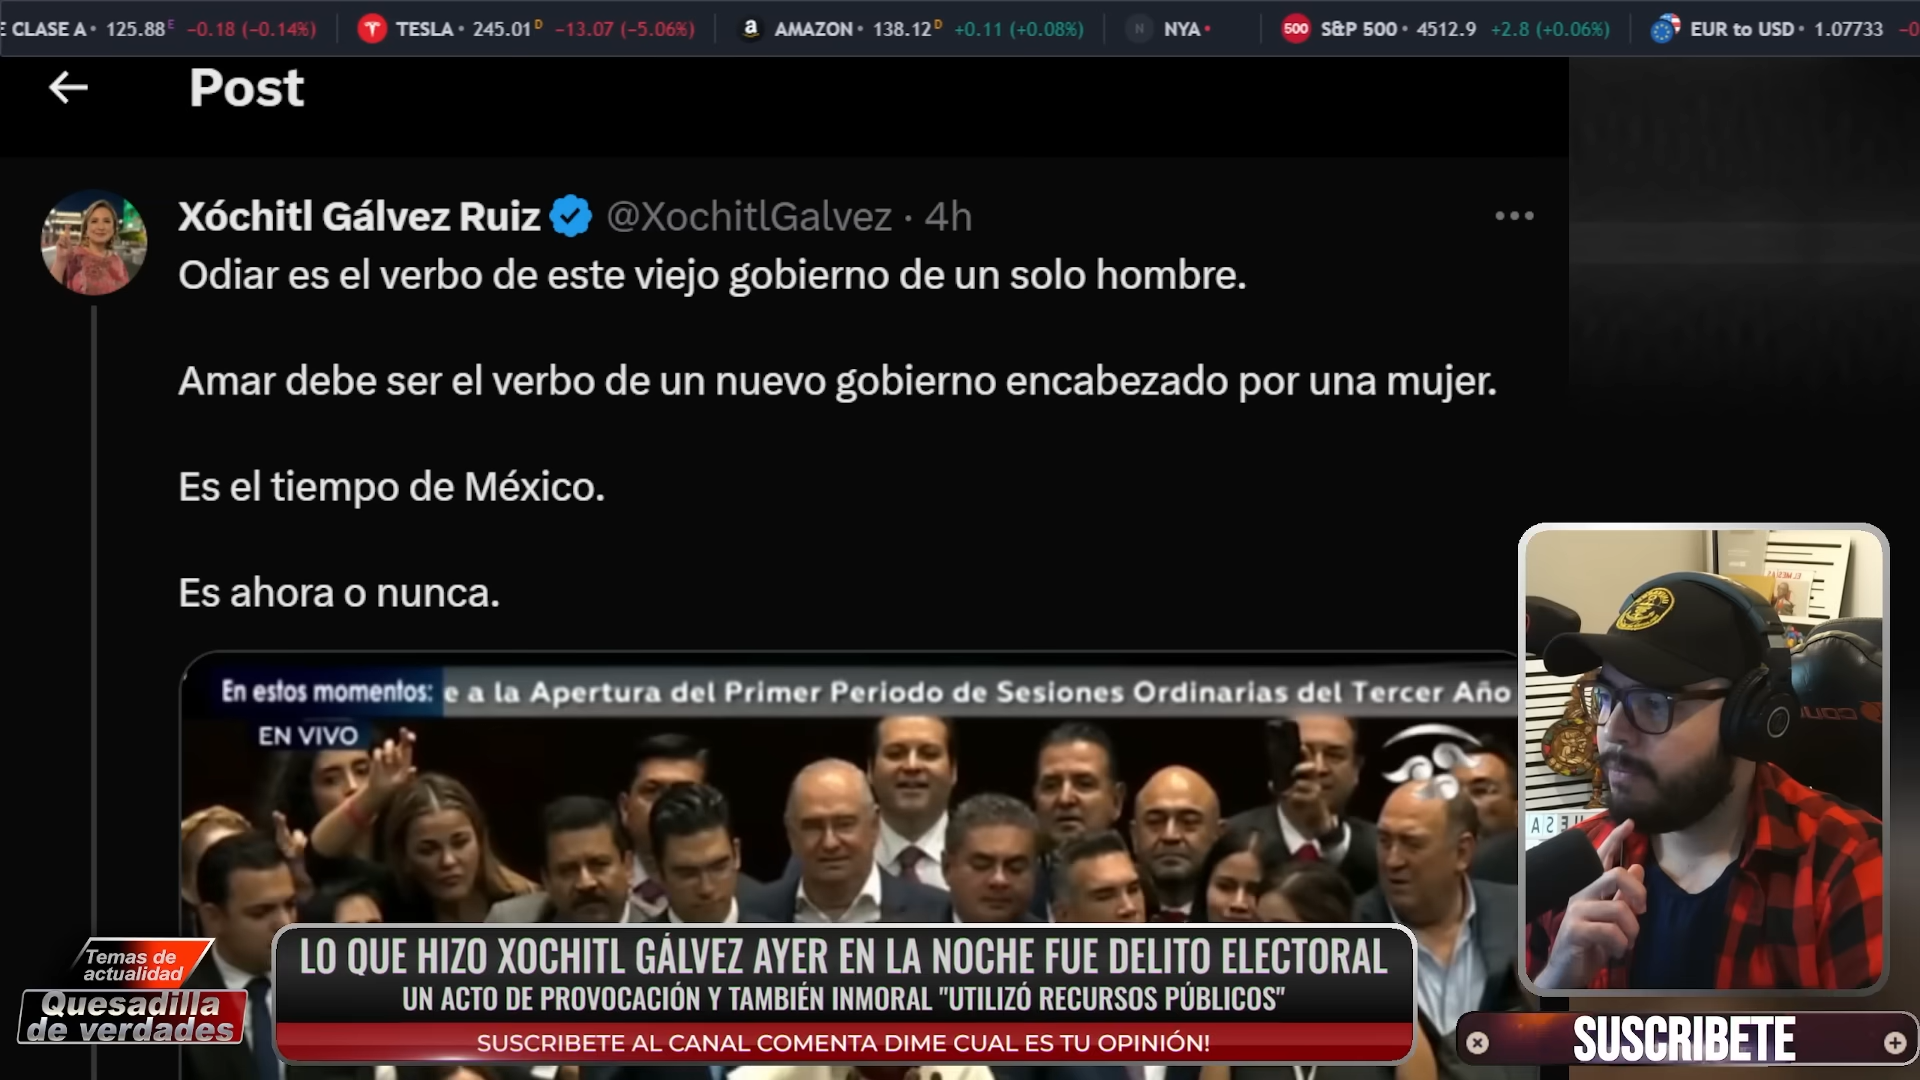 E CLASE A • 125.88 E −0.18 (−0.14%) TESLA • 245.01 D −13.07 (−5.06%) AMAZON • 138.12 D +0.11 (+0.08%) N NYA • 500 S&P 500 • 4512.9 +2.8 (+0.06%) EUR to USD • 1.07733 −0
Post
Xóchitl Gálvez Ruiz @XochitlGalvez · 4h
Odiar es el verbo de este viejo gobierno de un solo hombre.
Amar debe ser el verbo de un nuevo gobierno encabezado por una mujer.
Es el tiempo de México.
Es ahora o nunca.
En estos momentos: e a la Apertura del Primer Periodo de Sesiones Ordinarias del Tercer Año
EN VIVO
Temas de
actualidad
Quesadilla
de verdades
LO QUE HIZO XOCHITL GÁLVEZ AYER EN LA NOCHE FUE DELITO ELECTORAL
UN ACTO DE PROVOCACIÓN Y TAMBIÉN INMORAL "UTILIZÓ RECURSOS PÚBLICOS"
SUSCRIBETE AL CANAL COMENTA DIME CUAL ES TU OPINIÓN!
SUSCRIBETE